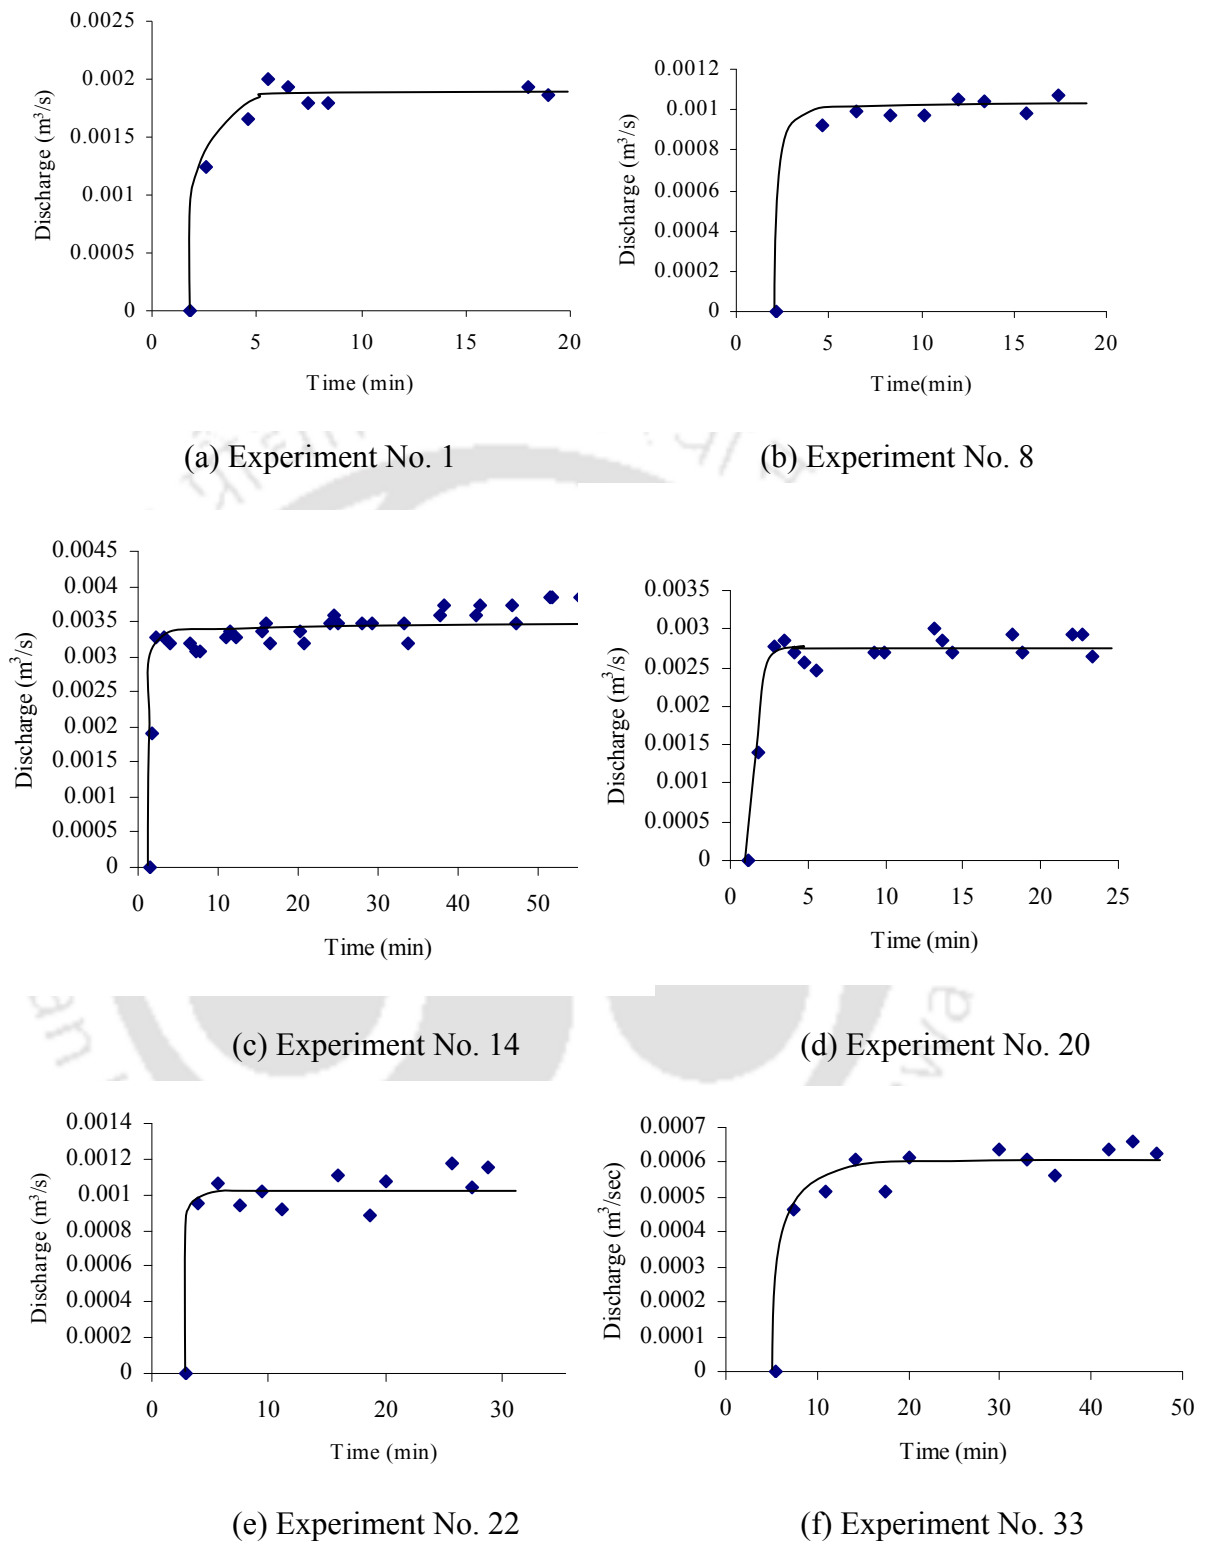 Discharge (m³/s)
0.0025
0.002
0.0015
0.001
0.0005
0
0 5 10 15 20
Time (min)
(a) Experiment No. 1
Discharge (m³/s)
0.0012
0.001
0.0008
0.0006
0.0004
0.0002
0
0 5 10 15 20
Time(min)
(b) Experiment No. 8
Discharge (m³/s)
0.0045
0.004
0.0035
0.003
0.0025
0.002
0.0015
0.001
0.0005
0
0 10 20 30 40 50
Time (min)
(c) Experiment No. 14
Discharge (m³/s)
0.0035
0.003
0.0025
0.002
0.0015
0.001
0.0005
0
0 5 10 15 20 25
Time (min)
(d) Experiment No. 20
Discharge (m³/s)
0.0014
0.0012
0.001
0.0008
0.0006
0.0004
0.0002
0
0 10 20 30
Time (min)
(e) Experiment No. 22
Discharge (m³/sec)
0.0007
0.0006
0.0005
0.0004
0.0003
0.0002
0.0001
0
0 10 20 30 40 50
Time (min)
(f) Experiment No. 33